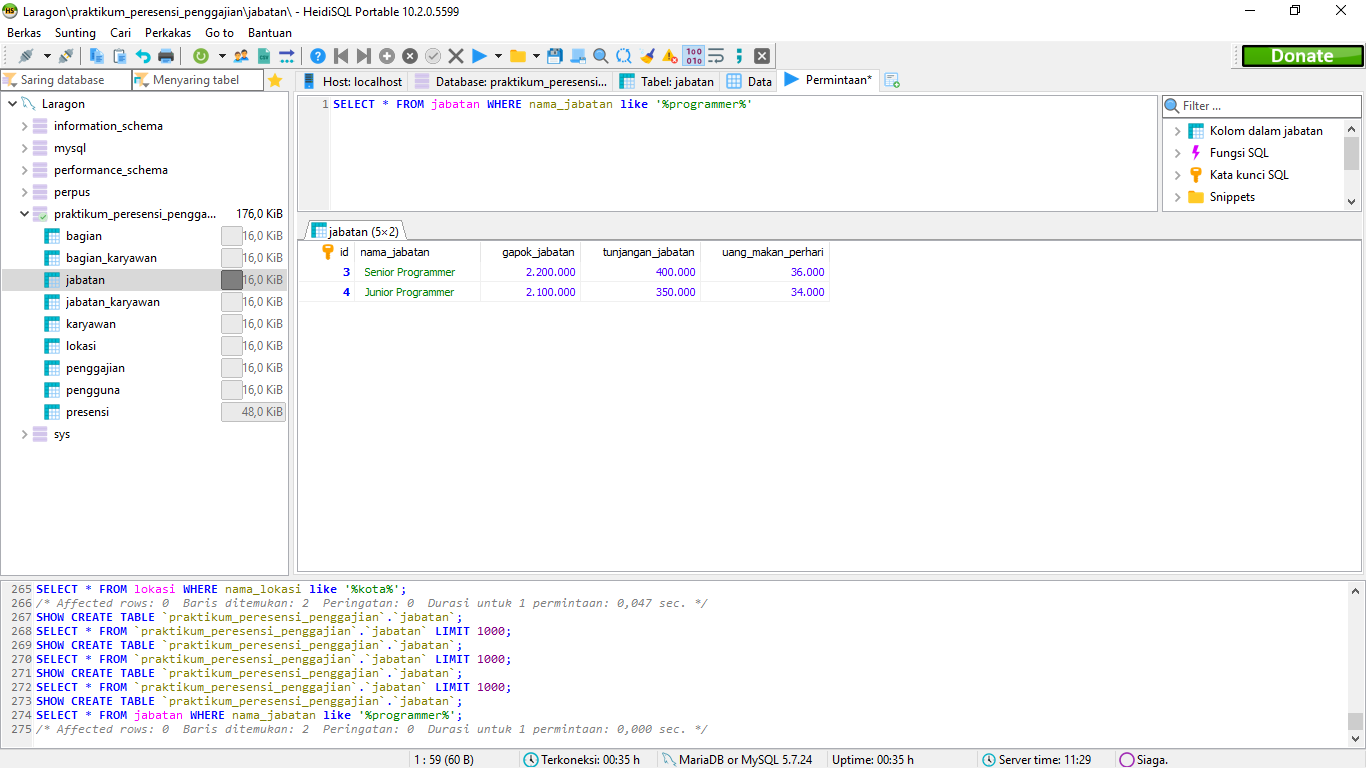 Laragon\praktikum_peresensi_penggajian\jabatan\ - HeidiSQL Portable 10.2.0.5599
Berkas Sunting Cari Perkakas Go to Bantuan
Donate
Saring database Menyaring tabel
Host: localhost Database: praktikum_peresensi... Tabel: jabatan Data Permintaan*
Laragon
information_schema
mysql
performance_schema
perpus
praktikum_peresensi_pengga... 176,0 KiB
bagian 16,0 KiB
bagian_karyawan 16,0 KiB
jabatan 16,0 KiB
jabatan_karyawan 16,0 KiB
karyawan 16,0 KiB
lokasi 16,0 KiB
penggajian 16,0 KiB
pengguna 16,0 KiB
presensi 48,0 KiB
sys
1 SELECT * FROM jabatan WHERE nama_jabatan like '%programmer%'
Filter ...
Kolom dalam jabatan
Fungsi SQL
Kata kunci SQL
Snippets
jabatan (5×2)
id nama_jabatan gapok_jabatan tunjangan_jabatan uang_makan_perhari
3 Senior Programmer 2.200.000 400.000 36.000
4 Junior Programmer 2.100.000 350.000 34.000
265 SELECT * FROM lokasi WHERE nama_lokasi like '%kota%';
266 /* Affected rows: 0  Baris ditemukan: 2  Peringatan: 0  Durasi untuk 1 permintaan: 0,047 sec. */
267 SHOW CREATE TABLE `praktikum_peresensi_penggajian`.`jabatan`;
268 SELECT * FROM `praktikum_peresensi_penggajian`.`jabatan` LIMIT 1000;
269 SHOW CREATE TABLE `praktikum_peresensi_penggajian`.`jabatan`;
270 SELECT * FROM `praktikum_peresensi_penggajian`.`jabatan` LIMIT 1000;
271 SHOW CREATE TABLE `praktikum_peresensi_penggajian`.`jabatan`;
272 SELECT * FROM `praktikum_peresensi_penggajian`.`jabatan` LIMIT 1000;
273 SHOW CREATE TABLE `praktikum_peresensi_penggajian`.`jabatan`;
274 SELECT * FROM jabatan WHERE nama_jabatan like '%programmer%';
275 /* Affected rows: 0  Baris ditemukan: 2  Peringatan: 0  Durasi untuk 1 permintaan: 0,000 sec. */
1 : 59 (60 B) Terkoneksi: 00:35 h MariaDB or MySQL 5.7.24 Uptime: 00:35 h Server time: 11:29 Siaga.